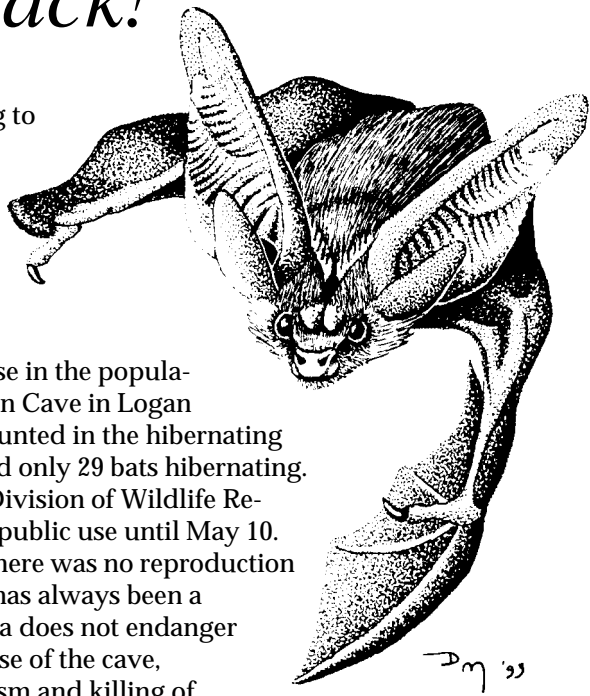 ack!
g to
se in the popula-
n Cave in Logan
unted in the hibernating
d only 29 bats hibernating.
Division of Wildlife Re-
public use until May 10.
here was no reproduction
has always been a
a does not endanger
se of the cave,
sm and killing of
DM '99